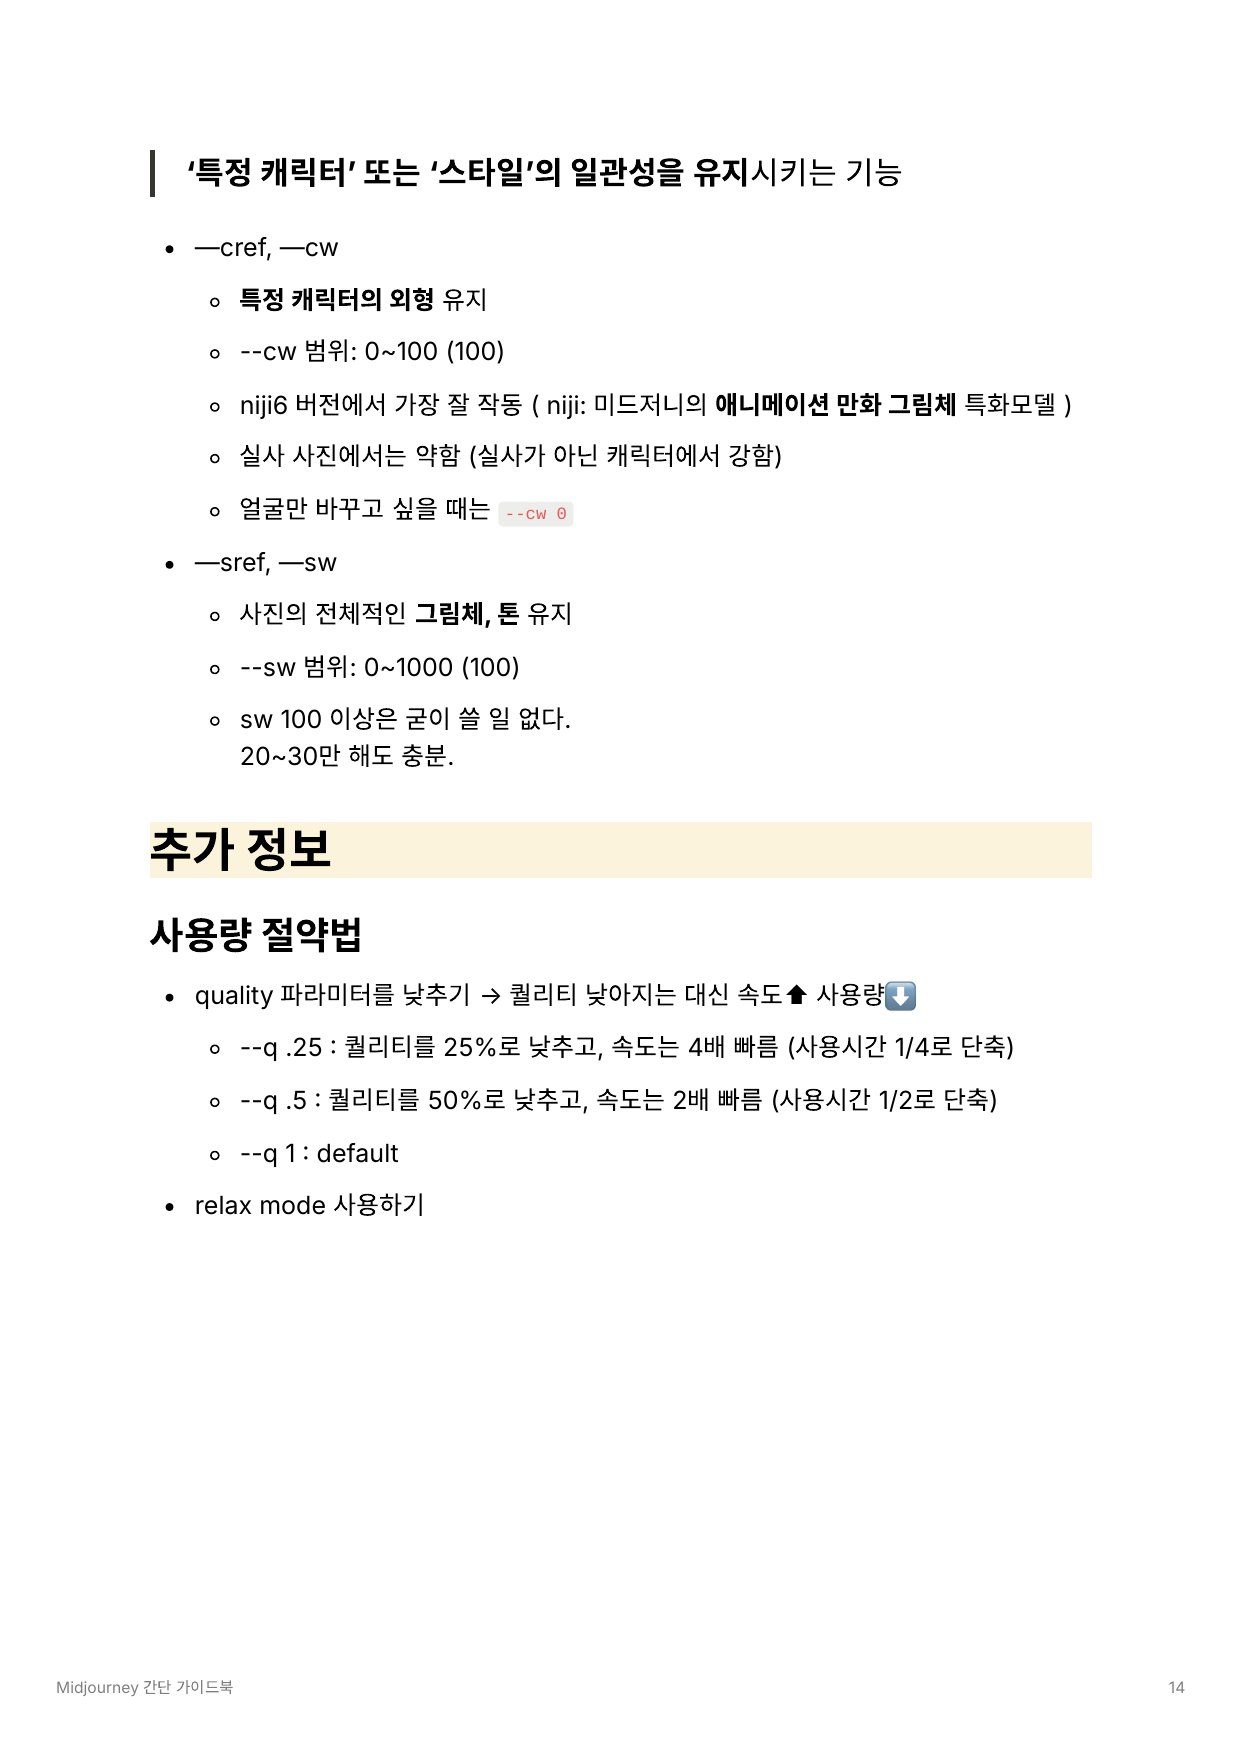 ‘특정 캐릭터’ 또는 ‘스타일’의 일관성을 유지시키는 기능
• —cref, —cw
◦ 특정 캐릭터의 외형 유지
◦ --cw 범위: 0~100 (100)
◦ niji6 버전에서 가장 잘 작동 ( niji: 미드저니의 애니메이션 만화 그림체 특화모델 )
◦ 실사 사진에서는 약함 (실사가 아닌 캐릭터에서 강함)
◦ 얼굴만 바꾸고 싶을 때는 --cw 0
• —sref, —sw
◦ 사진의 전체적인 그림체, 톤 유지
◦ --sw 범위: 0~1000 (100)
◦ sw 100 이상은 굳이 쓸 일 없다.
20~30만 해도 충분.
추가 정보
사용량 절약법
• quality 파라미터를 낮추기 → 퀄리티 낮아지는 대신 속도⬆ 사용량⬇️
◦ --q .25 : 퀄리티를 25%로 낮추고, 속도는 4배 빠름 (사용시간 1/4로 단축)
◦ --q .5 : 퀄리티를 50%로 낮추고, 속도는 2배 빠름 (사용시간 1/2로 단축)
◦ --q 1 : default
• relax mode 사용하기
Midjourney 간단 가이드북
14